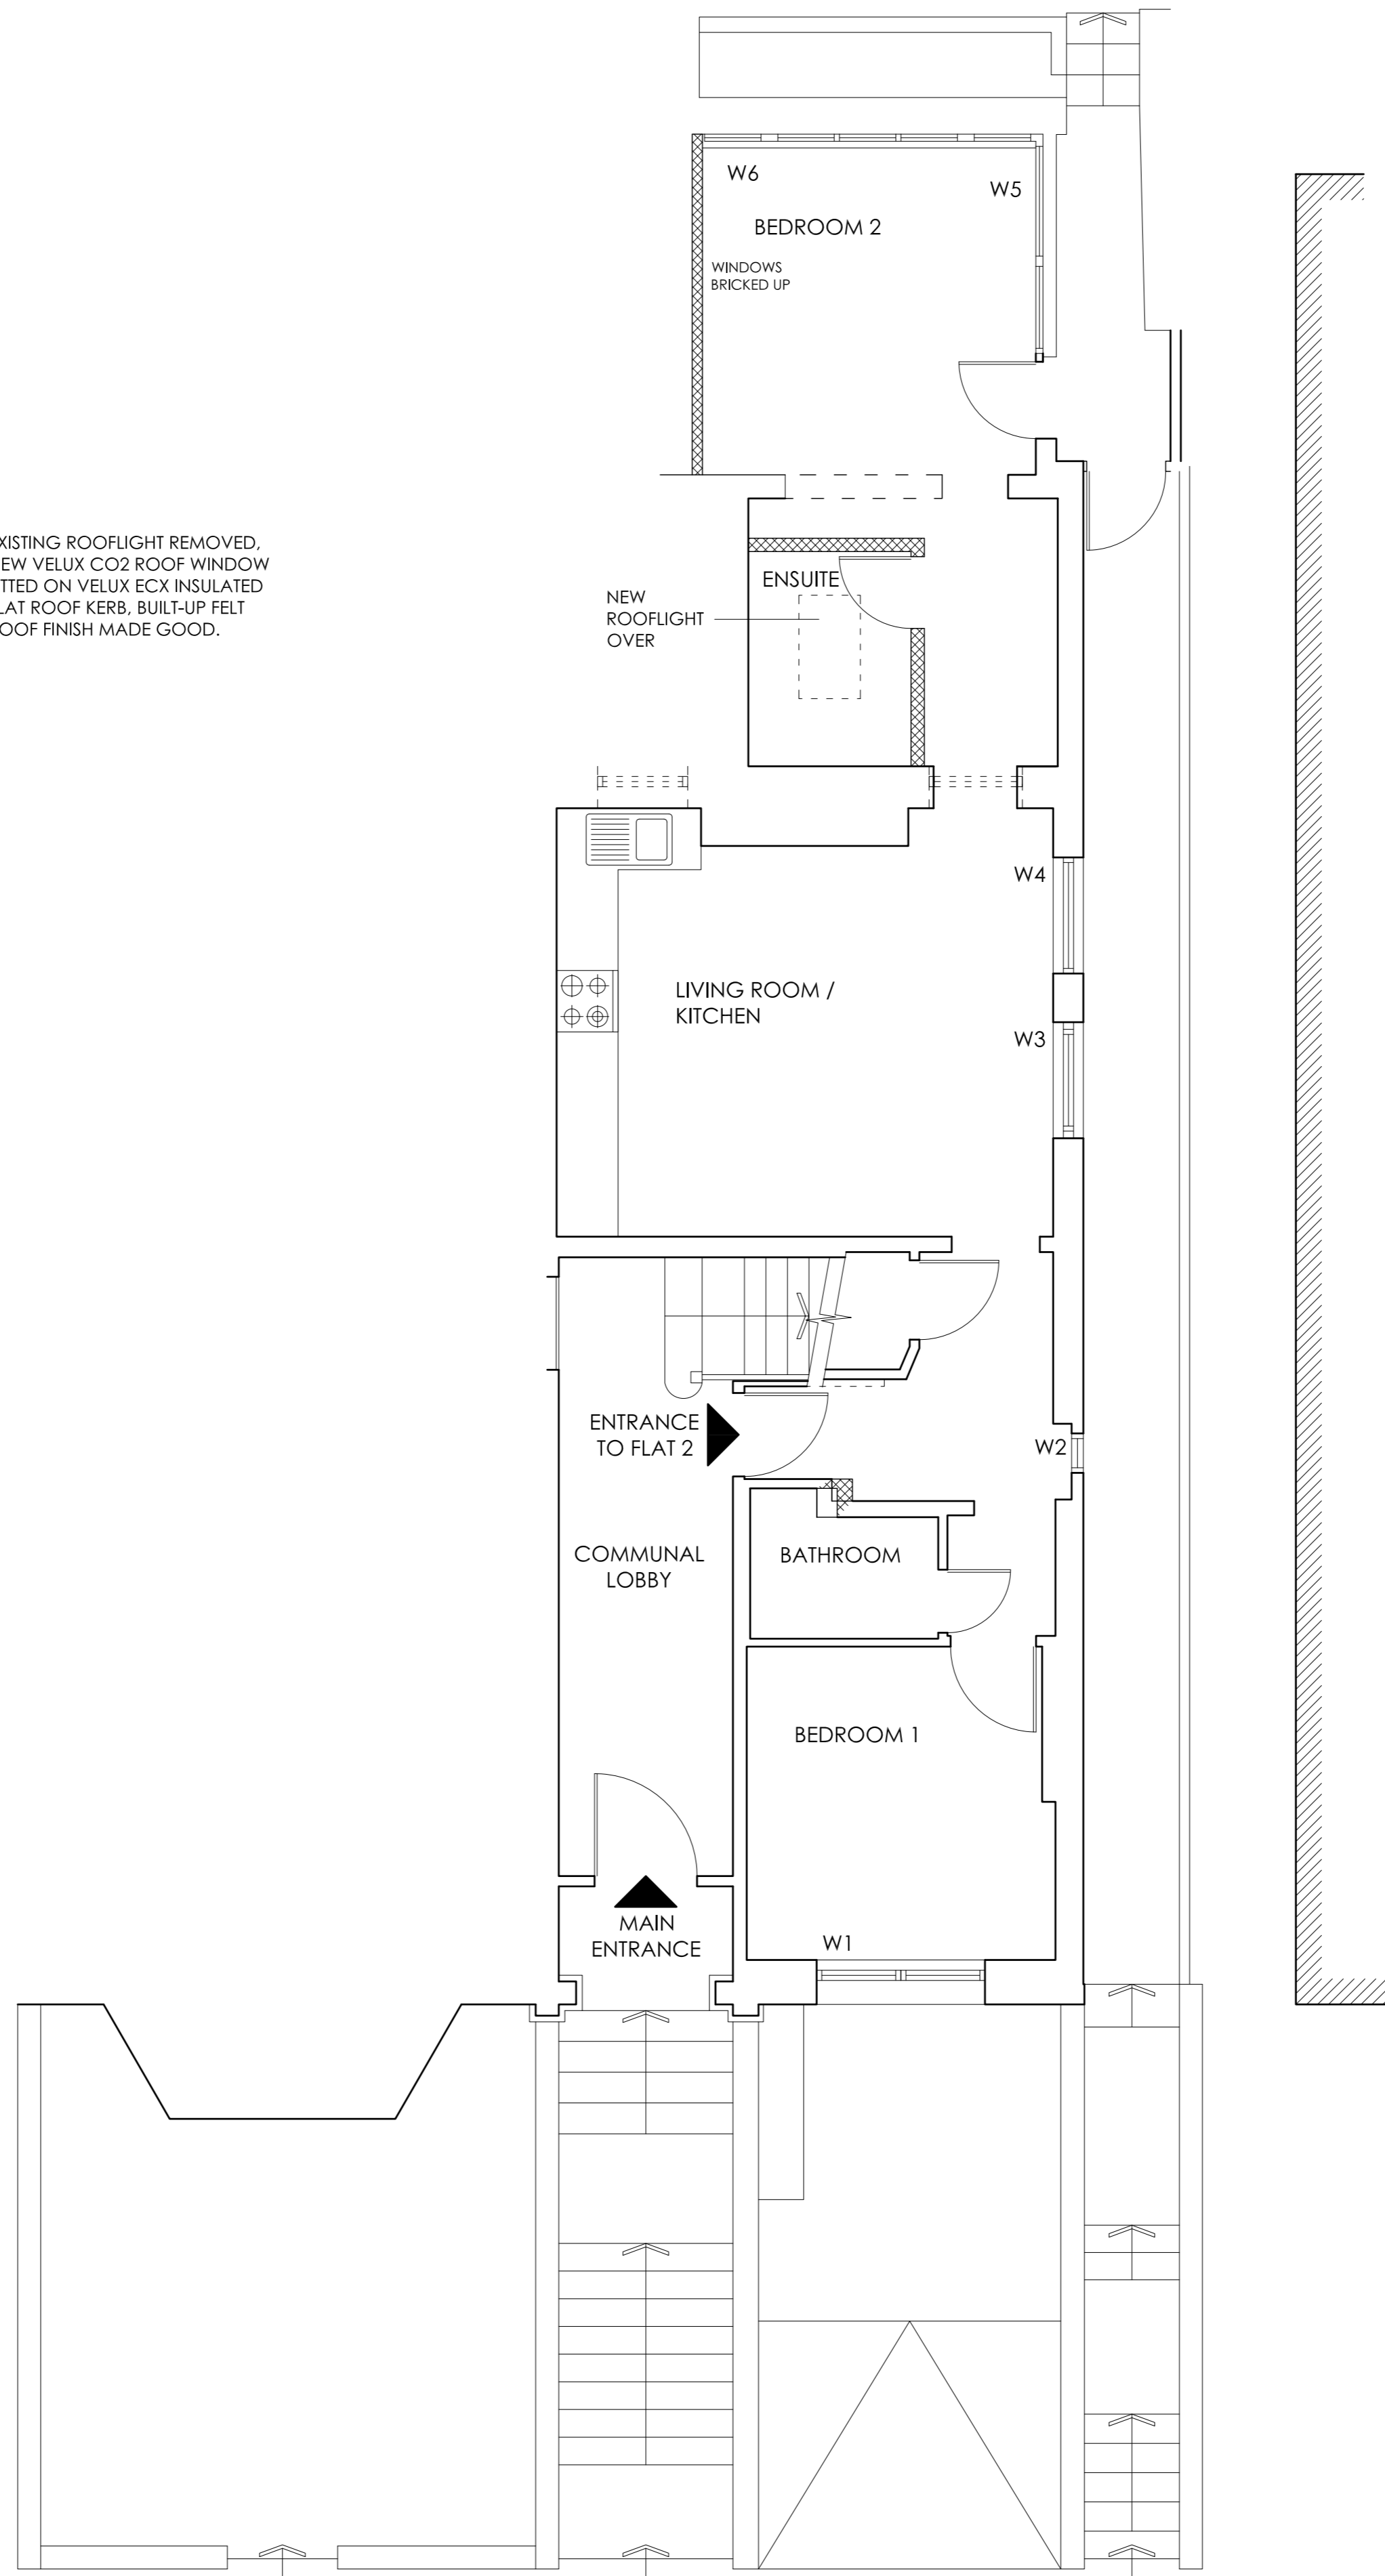 W6
W5
BEDROOM 2
WINDOWS
BRICKED UP
XISTING ROOFLIGHT REMOVED,
EW VELUX CO2 ROOF WINDOW
TTED ON VELUX ECX INSULATED
LAT ROOF KERB, BUILT-UP FELT
OOF FINISH MADE GOOD.
ENSUITE
NEW
ROOFLIGHT
OVER
W4
LIVING ROOM /
KITCHEN
W3
ENTRANCE
TO FLAT 2
W2
COMMUNAL
LOBBY
BATHROOM
BEDROOM 1
MAIN
ENTRANCE
W1